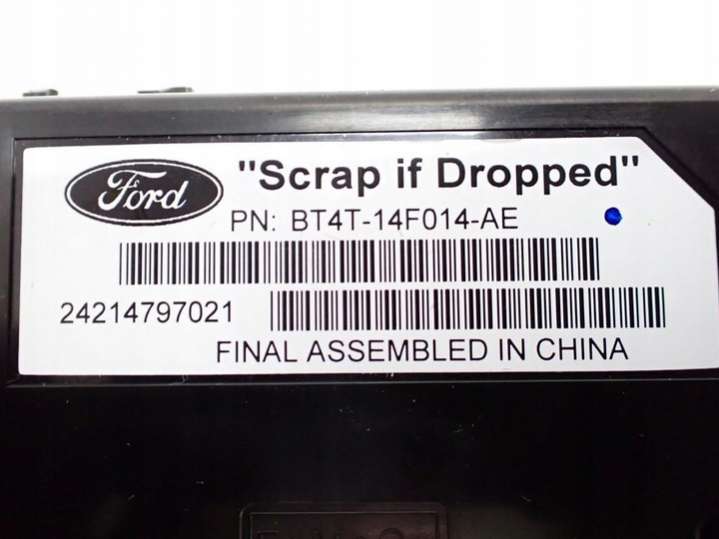 Ford
"Scrap if Dropped"
PN: BT4T-14F014-AE
24214797021
FINAL ASSEMBLED IN CHINA